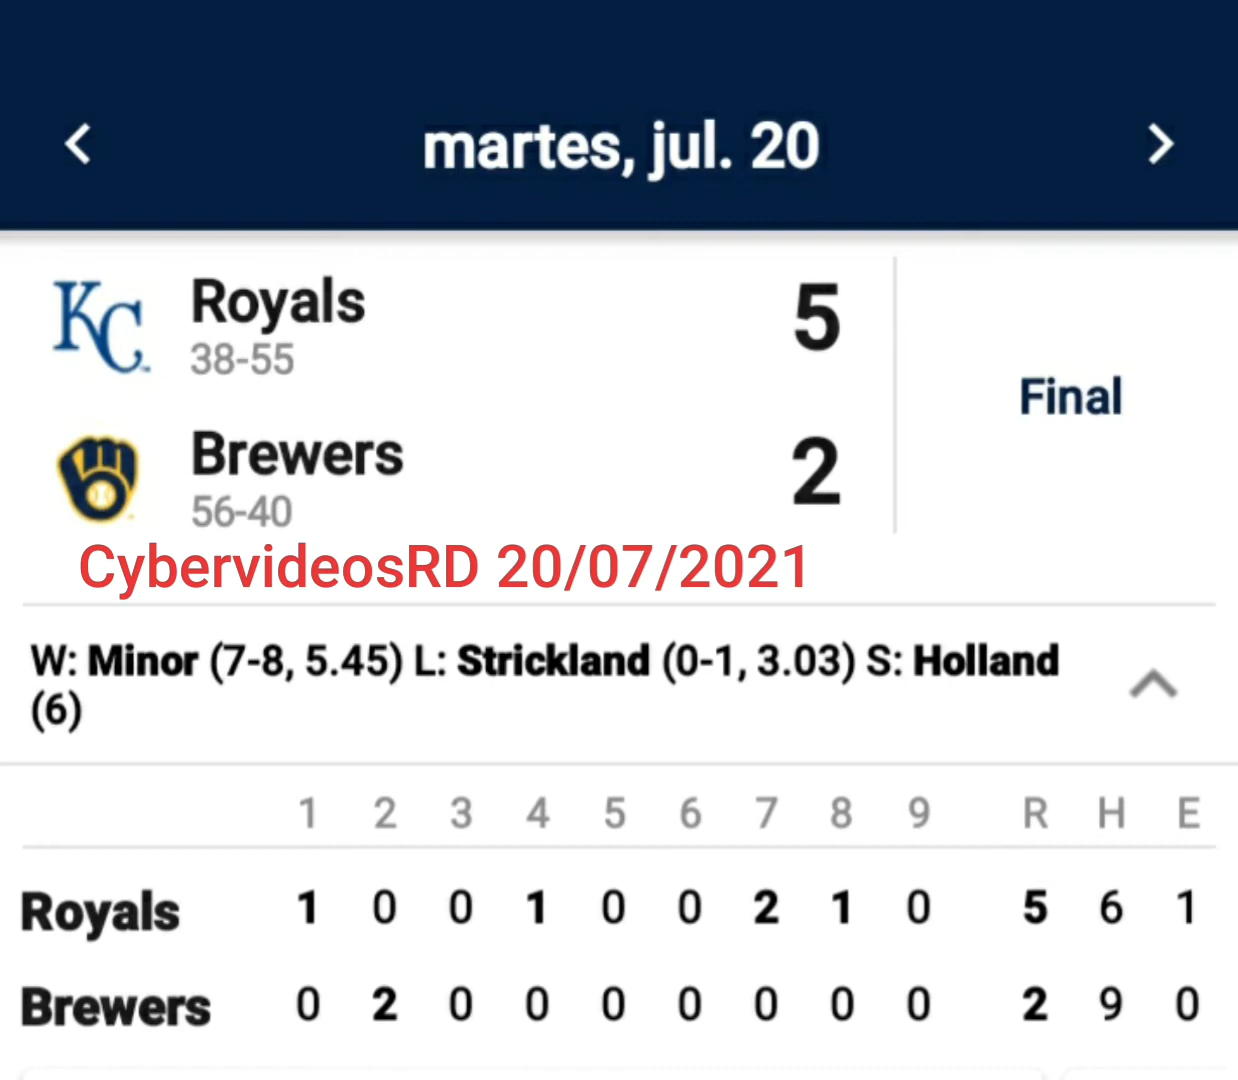 martes, jul. 20
KC Royals 5
38-55
Final
Brewers 2
56-40
CybervideosRD 20/07/2021
W: Minor (7-8, 5.45) L: Strickland (0-1, 3.03) S: Holland
(6)
1 2 3 4 5 6 7 8 9 R H E
Royals 1 0 0 1 0 0 2 1 0 5 6 1
Brewers 0 2 0 0 0 0 0 0 0 2 9 0